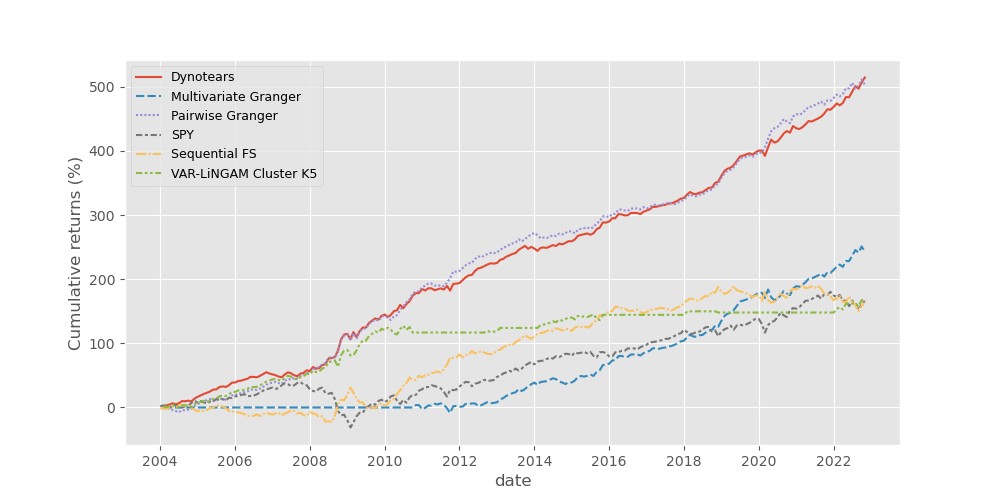 Dynotears
Multivariate Granger
Pairwise Granger
SPY
Sequential FS
VAR-LiNGAM Cluster K5
Cumulative returns (%)
500
400
300
200
100
0
2004 2006 2008 2010 2012 2014 2016 2018 2020 2022
date